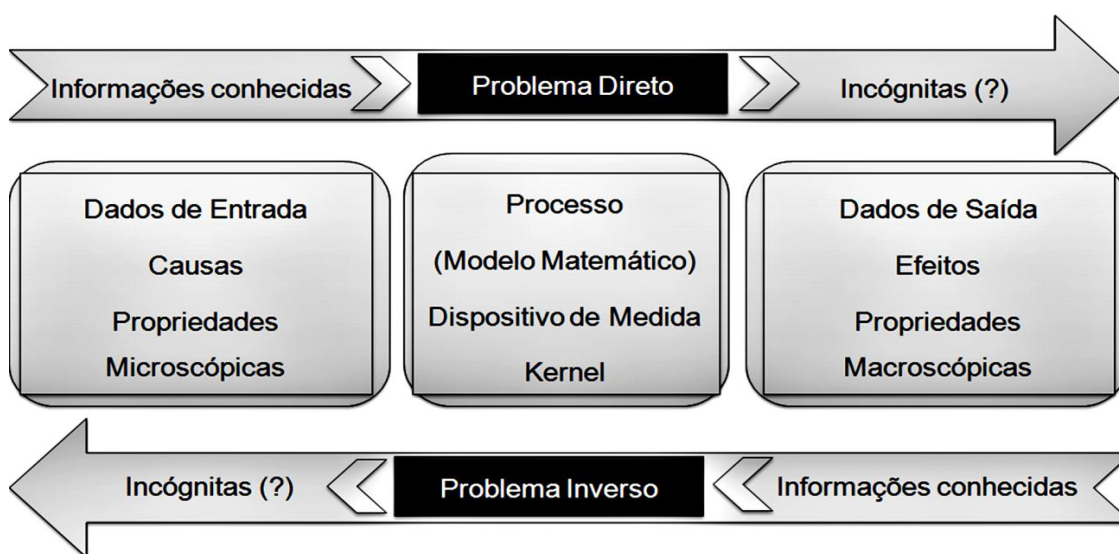 Informações conhecidas
Problema Direto
Incógnitas (?)
Dados de Entrada
Causas
Propriedades
Microscópicas
Processo
(Modelo Matemático)
Dispositivo de Medida
Kernel
Dados de Saída
Efeitos
Propriedades
Macroscópicas
Incógnitas (?)
Problema Inverso
Informações conhecidas